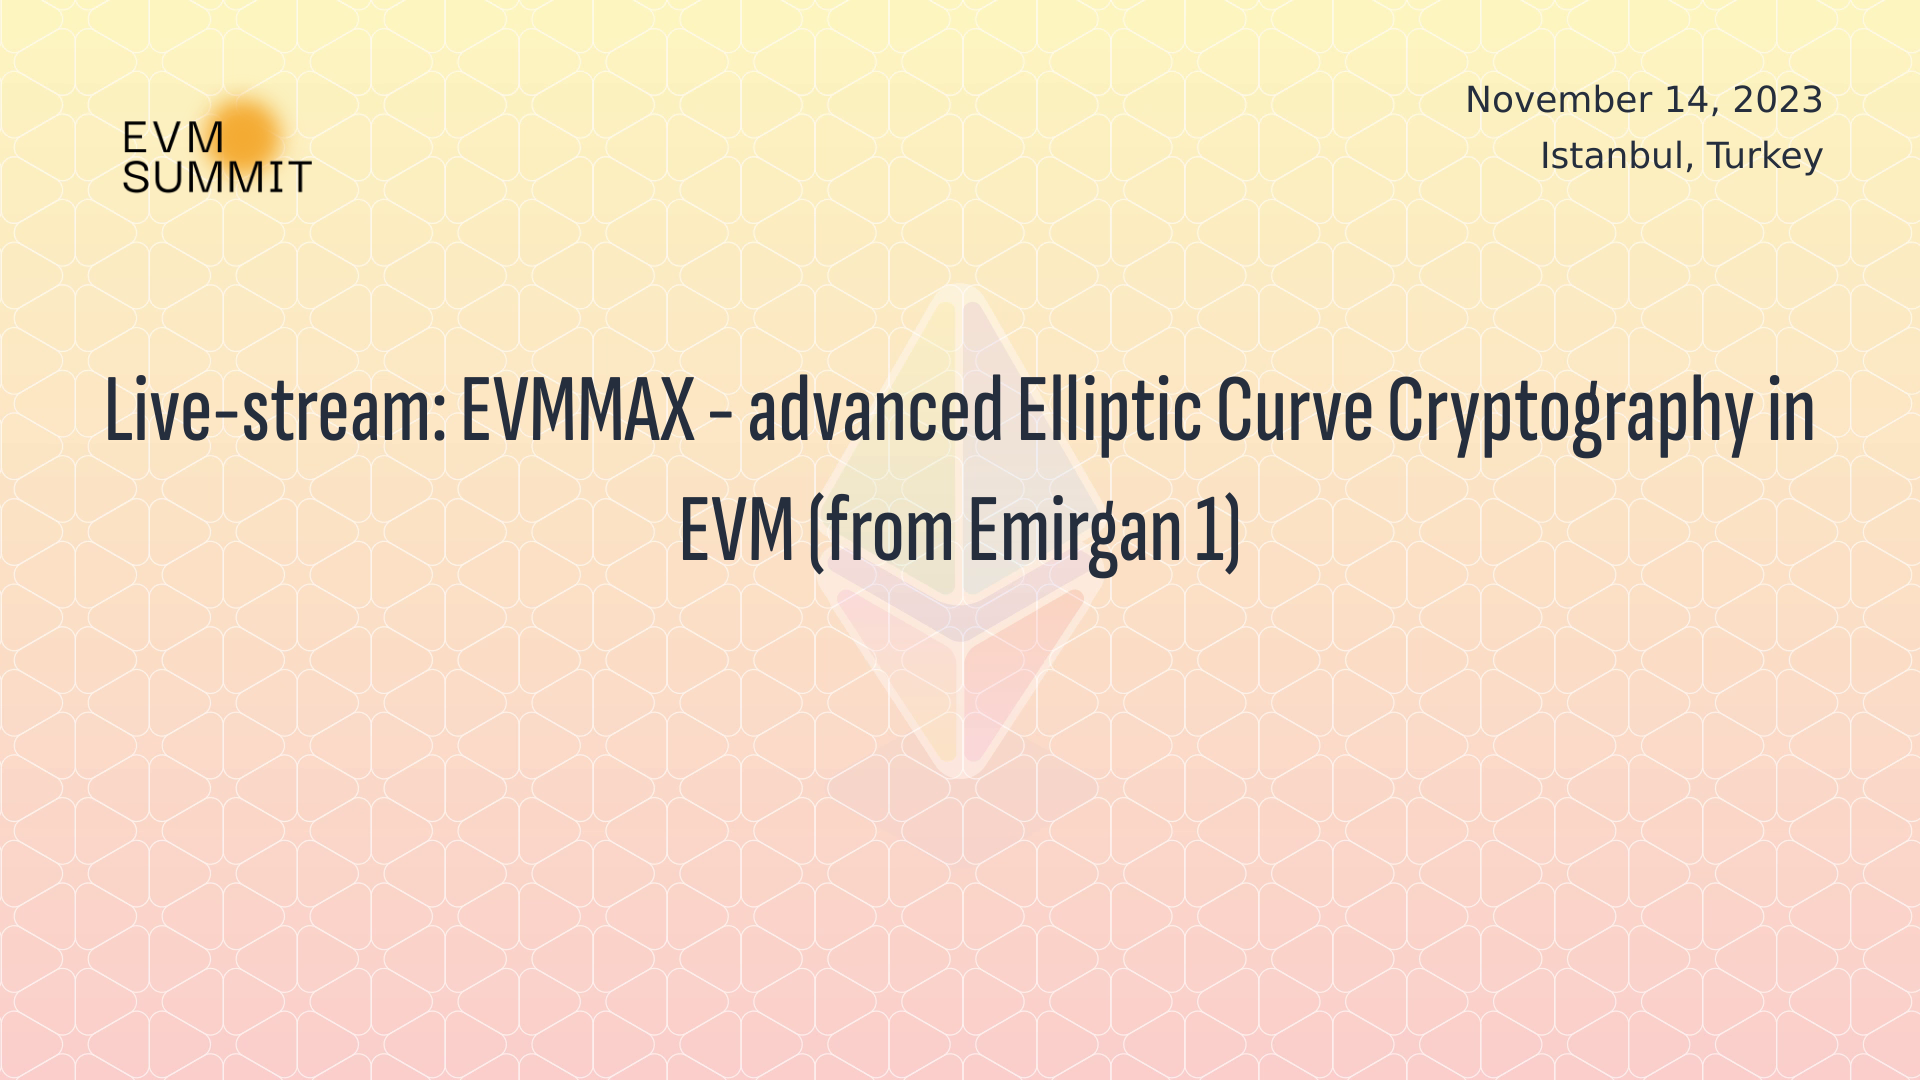 EVM
SUMMIT
November 14, 2023
Istanbul, Turkey
Live-stream: EVMMAX - advanced Elliptic Curve Cryptography in
EVM (from Emirgan 1)